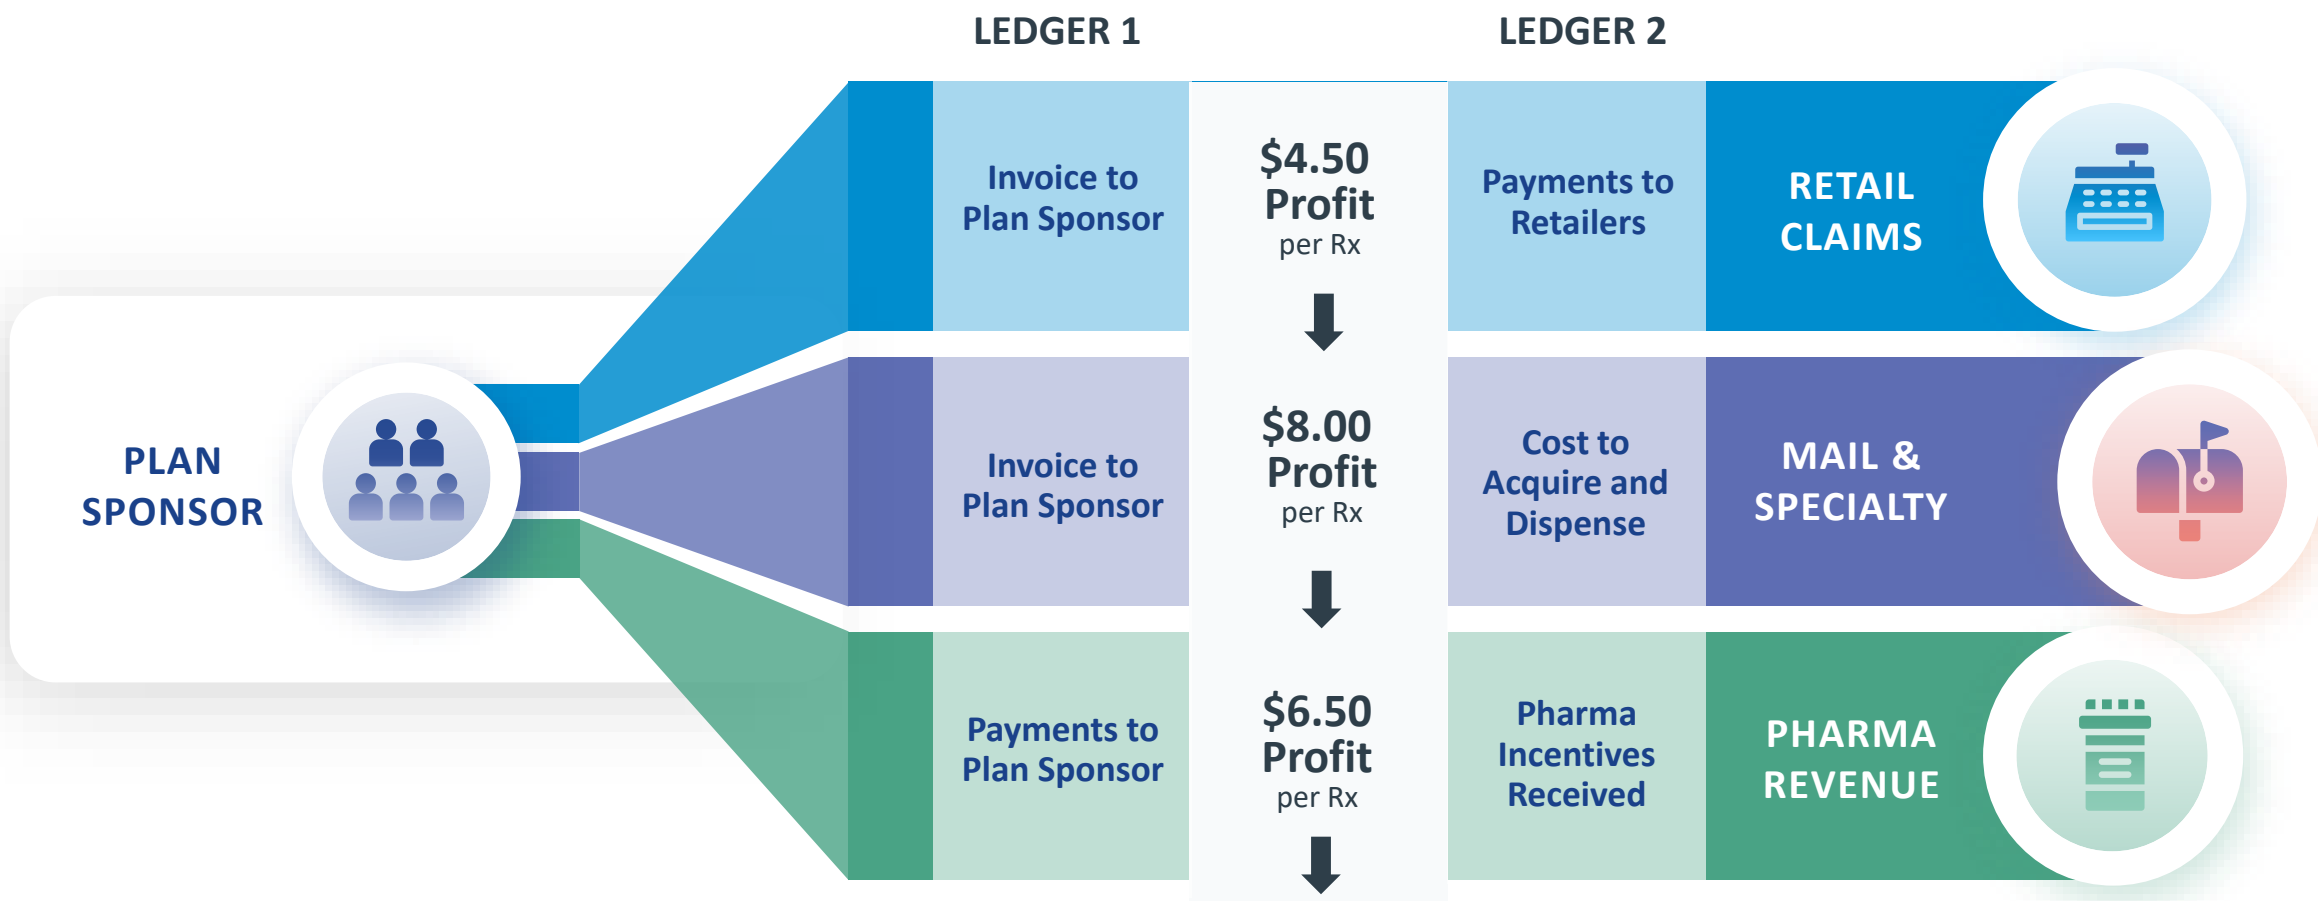 LEDGER 1
LEDGER 2
PLAN
SPONSOR
Invoice to
Plan Sponsor
$4.50
Profit
per Rx
Payments to
Retailers
RETAIL
CLAIMS
Invoice to
Plan Sponsor
$8.00
Profit
per Rx
Cost to
Acquire and
Dispense
MAIL &
SPECIALTY
Payments to
Plan Sponsor
$6.50
Profit
per Rx
Pharma
Incentives
Received
PHARMA
REVENUE